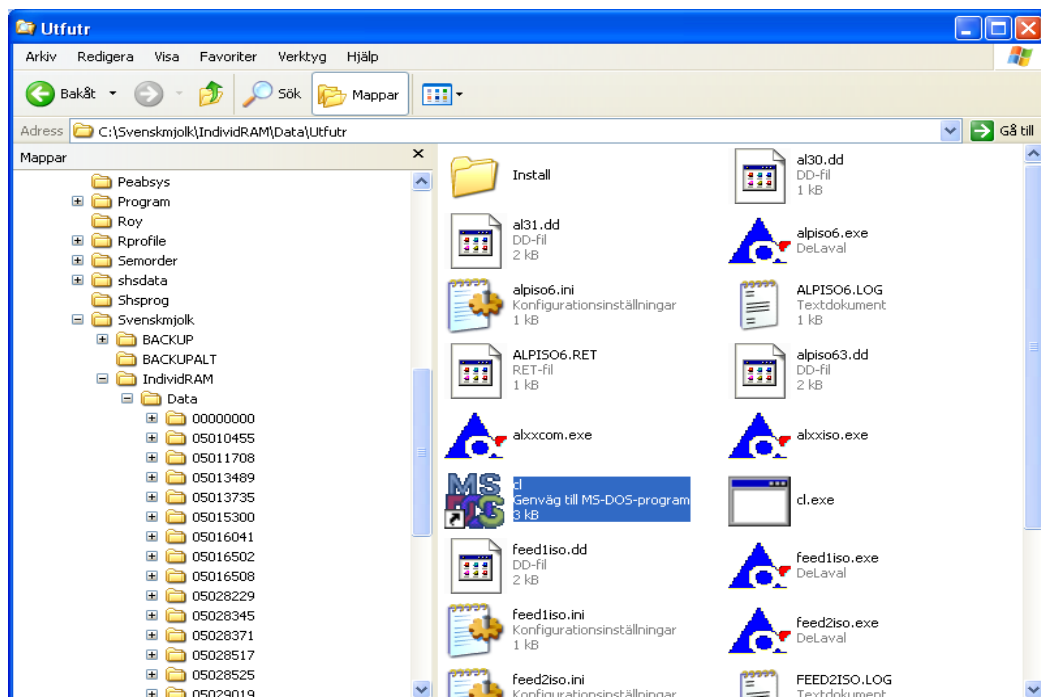 Utfutr
Arkiv Redigera Visa Favoriter Verktyg Hjälp
Bakåt Sök Mappar
Adress C:\Svenskmjolk\IndividRAM\Data\Utfutr Gå till
Mappar
Peabsys
Program
Roy
Rprofile
Semorder
shsdata
Shsprog
Svenskmjolk
BACKUP
BACKUPALT
IndividRAM
Data
00000000
05010455
05011708
05013489
05013735
05015300
05016041
05016502
05016508
05028229
05028345
05028371
05028517
05028525
05029019
Install
al30.dd
DD-fil
1 kB
al31.dd
DD-fil
2 kB
alpiso6.exe
DeLaval
alpiso6.ini
Konfigurationsinställningar
1 kB
ALPISO6.LOG
Textdokument
1 kB
ALPISO6.RET
RET-fil
1 kB
alpiso63.dd
DD-fil
2 kB
alxxcom.exe
alxxiso.exe
MS
DOS
cl
Genväg till MS-DOS-program
3 kB
cl.exe
feed1iso.dd
DD-fil
2 kB
feed1iso.exe
DeLaval
feed1iso.ini
Konfigurationsinställningar
1 kB
feed2iso.exe
DeLaval
feed2iso.ini
Konfigurationsinställningar
FEED2ISO.LOG
Textdokument